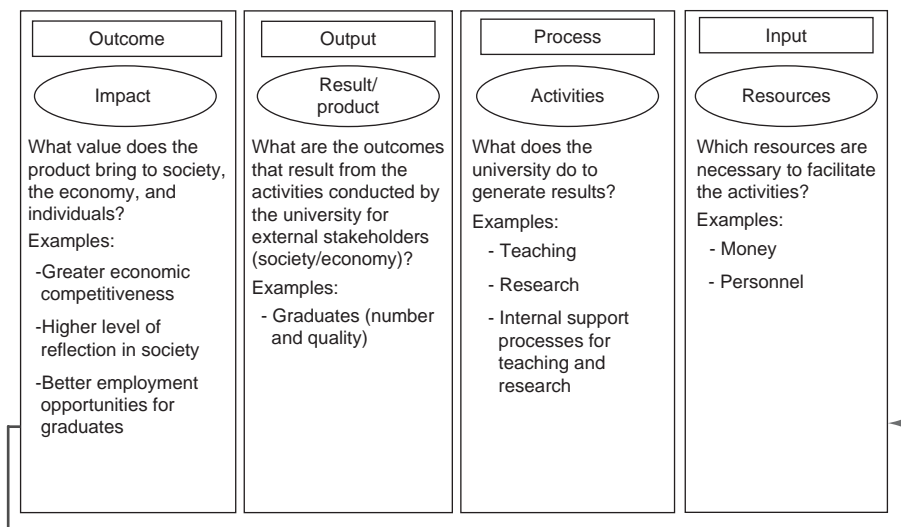 Outcome
Impact
What value does the
product bring to society,
the economy, and
individuals?
Examples:
-Greater economic
competitiveness
-Higher level of
reflection in society
-Better employment
opportunities for
graduates
Output
Result/
product
What are the outcomes
that result from the
activities conducted by
the university for
external stakeholders
(society/economy)?
Examples:
- Graduates (number
and quality)
Process
Activities
What does the
university do to
generate results?
Examples:
- Teaching
- Research
- Internal support
processes for
teaching and
research
Input
Resources
Which resources are
necessary to facilitate
the activities?
Examples:
- Money
- Personnel